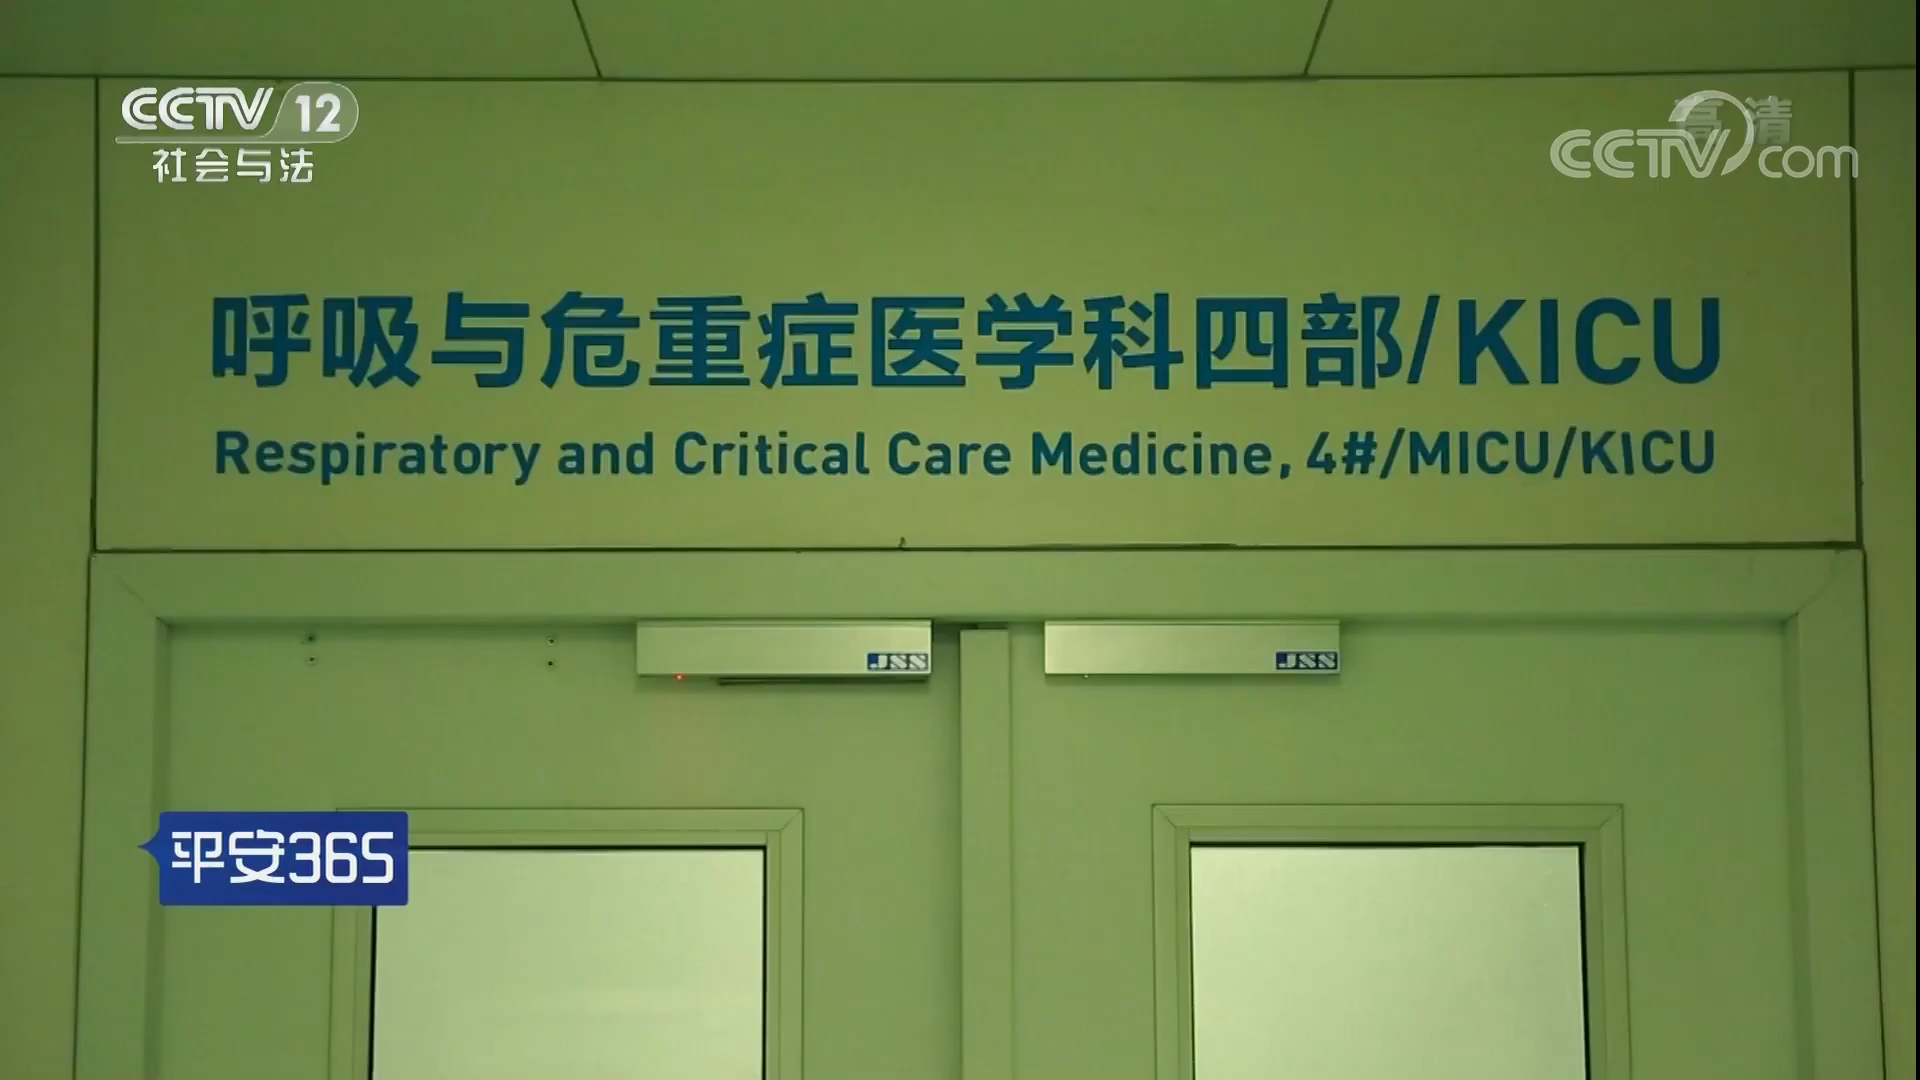 CCTV 12
社会与法
高清
CCTV com
呼吸与危重症医学科四部/KICU
Respiratory and Critical Care Medicine, 4#/MICU/KICU
JSS
JSS
平安365